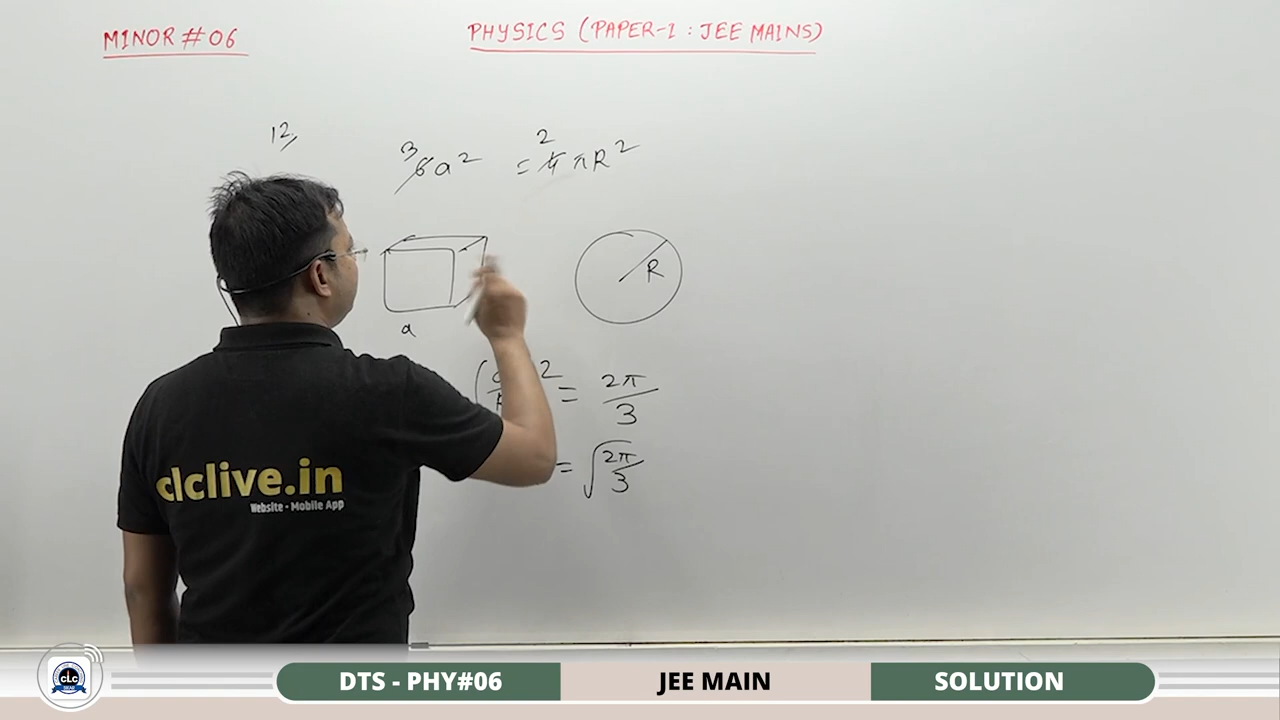 MINOR # 06
PHYSICS (PAPER-1 : JEE MAINS)
12
3 2
6a² = 4πR²
R
a
2 = 2π/3
= √2π/3
clclive.in
Website - Mobile App
CLC
DTS - PHY#06
JEE MAIN
SOLUTION